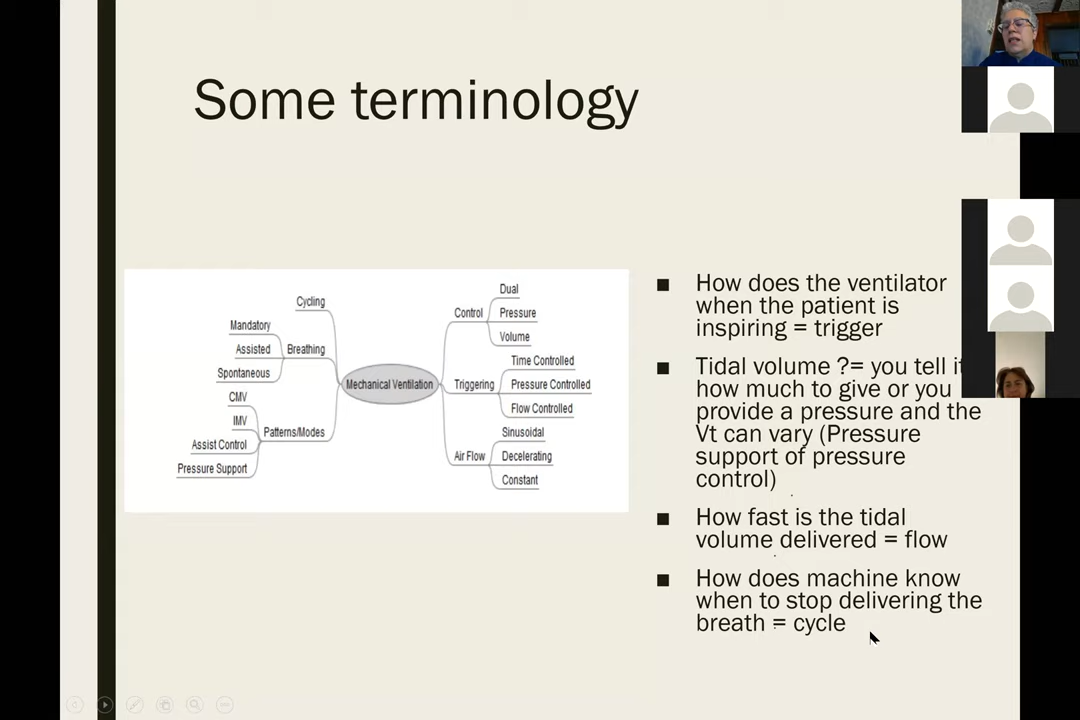 Some terminology
Cycling
Mandatory
Assisted
Spontaneous
Breathing
CMV
IMV
Assist Control
Pressure Support
Patterns/Modes
Mechanical Ventilation
Control
Dual
Pressure
Volume
Triggering
Time Controlled
Pressure Controlled
Flow Controlled
Air Flow
Sinusoidal
Decelerating
Constant
■ How does the ventilator
when the patient is
inspiring = trigger
■ Tidal volume ?= you tell it
how much to give or you
provide a pressure and the
Vt can vary (Pressure
support of pressure
control)
■ How fast is the tidal
volume delivered = flow
■ How does machine know
when to stop delivering the
breath = cycle